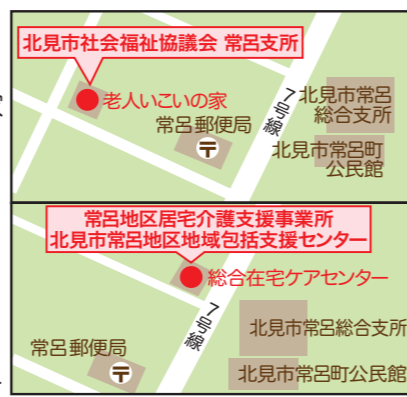 北見市社会福祉協議会 常呂支所
老人いこいの家
常呂郵便局
〒
7号線
北見市常呂
総合支所
北見市常呂町
公民館
常呂地区居宅介護支援事業所
北見市常呂地区地域包括支援センター
総合在宅ケアセンター
7号線
常呂郵便局
〒
北見市常呂総合支所
北見市常呂町公民館